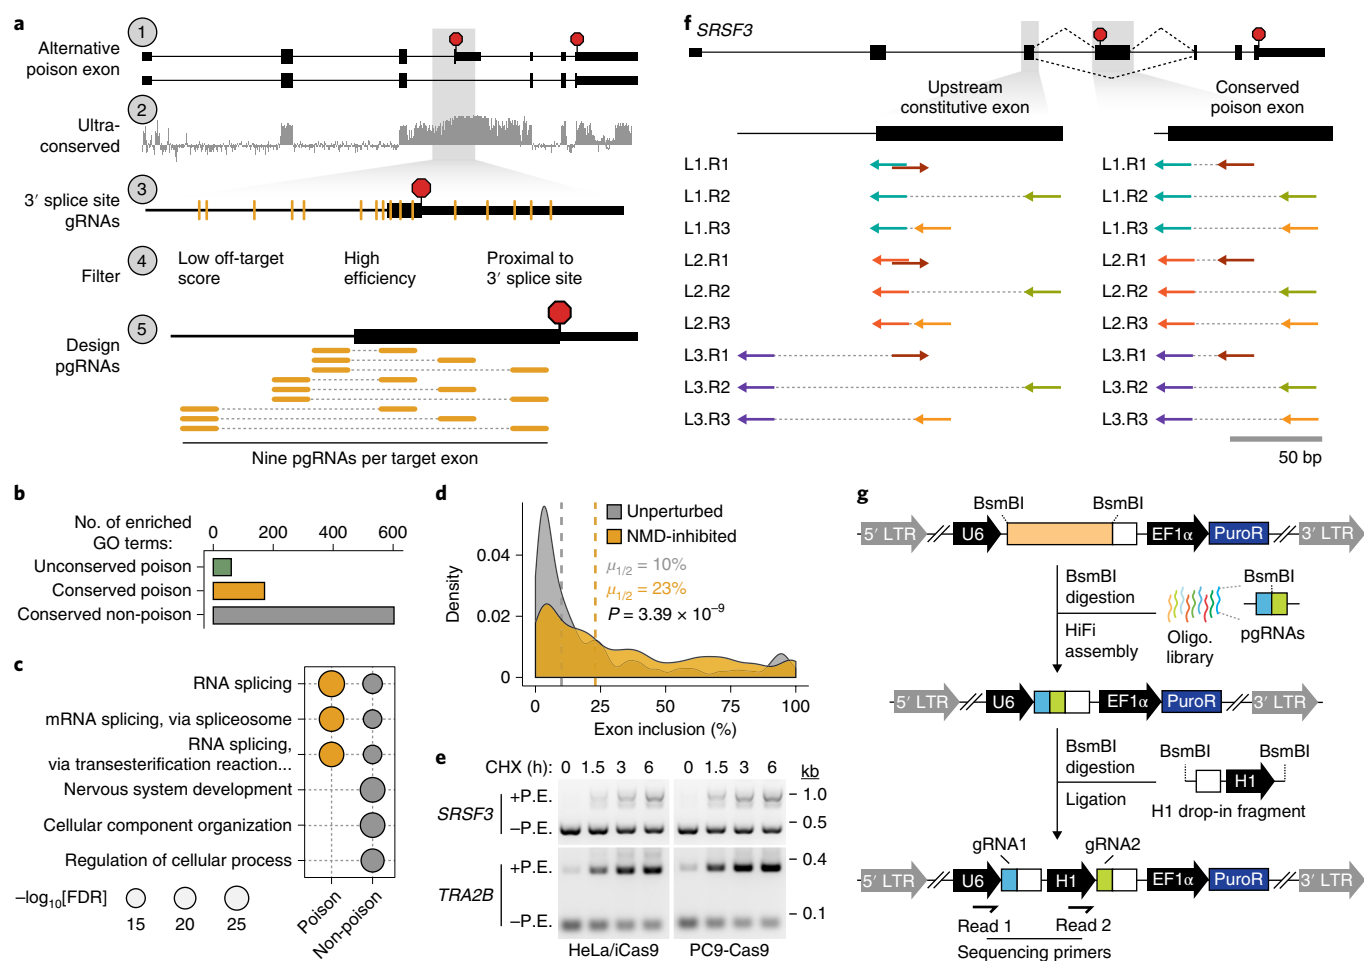 a
1
Alternative
poison exon
2
Ultra-
conserved
3
3′ splice site
gRNAs
4
Filter
Low off-target
score
High
efficiency
Proximal to
3′ splice site
5
Design
pgRNAs
Nine pgRNAs per target exon
b
No. of enriched
GO terms:
0 200 400 600
Unconserved poison
Conserved poison
Conserved non-poison
c
RNA splicing
mRNA splicing, via spliceosome
RNA splicing,
via transesterification reaction...
Nervous system development
Cellular component organization
Regulation of cellular process
–log10[FDR]
15 20 25
Poison
Non-poison
d
Density
0.04
0.02
0
Unperturbed
NMD-inhibited
μ1/2 = 10%
μ1/2 = 23%
P = 3.39 × 10–9
0 25 50 75 100
Exon inclusion (%)
e
CHX (h): 0 1.5 3 6 0 1.5 3 6 kb
SRSF3
+P.E.
–P.E.
1.0
0.5
TRA2B
+P.E.
–P.E.
0.4
0.1
HeLa/iCas9 PC9-Cas9
f
SRSF3
Upstream
constitutive exon
Conserved
poison exon
L1.R1 L1.R1
L1.R2 L1.R2
L1.R3 L1.R3
L2.R1 L2.R1
L2.R2 L2.R2
L2.R3 L2.R3
L3.R1 L3.R1
L3.R2 L3.R2
L3.R3 L3.R3
50 bp
g
BsmBI BsmBI
5′ LTR U6 EF1α PuroR 3′ LTR
BsmBI
digestion
HiFi
assembly
Oligo.
library
BsmBI
pgRNAs
5′ LTR U6 EF1α PuroR 3′ LTR
BsmBI
digestion
Ligation
BsmBI BsmBI
H1
H1 drop-in fragment
gRNA1 gRNA2
5′ LTR U6 H1 EF1α PuroR 3′ LTR
Read 1 Read 2
Sequencing primers